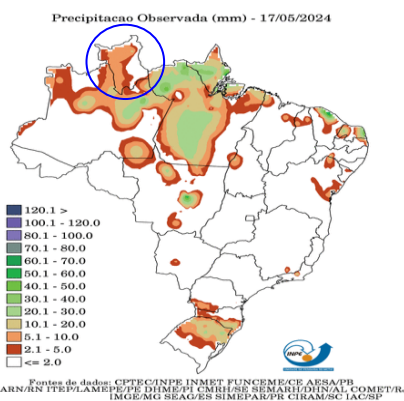 Precipitacao Observada (mm) - 17/05/2024
120.1 >
100.1 - 120.0
80.1 - 100.0
70.1 - 80.0
60.1 - 70.0
50.1 - 60.0
40.1 - 50.0
30.1 - 40.0
20.1 - 30.0
10.1 - 20.0
5.1 - 10.0
2.1 - 5.0
<= 2.0
INPE
Fontes de dados: CPTEC/INPE INMET FUNCEME/CE AESA/PB
ARN/RN ITEP/LAMEPE/PE DHME/PI CMRH/SE SEMARH/DHN/AL COMET/RJ
IMGE/MG SEAG/ES SIMEPAR/PR CIRAM/SC IAC/SP